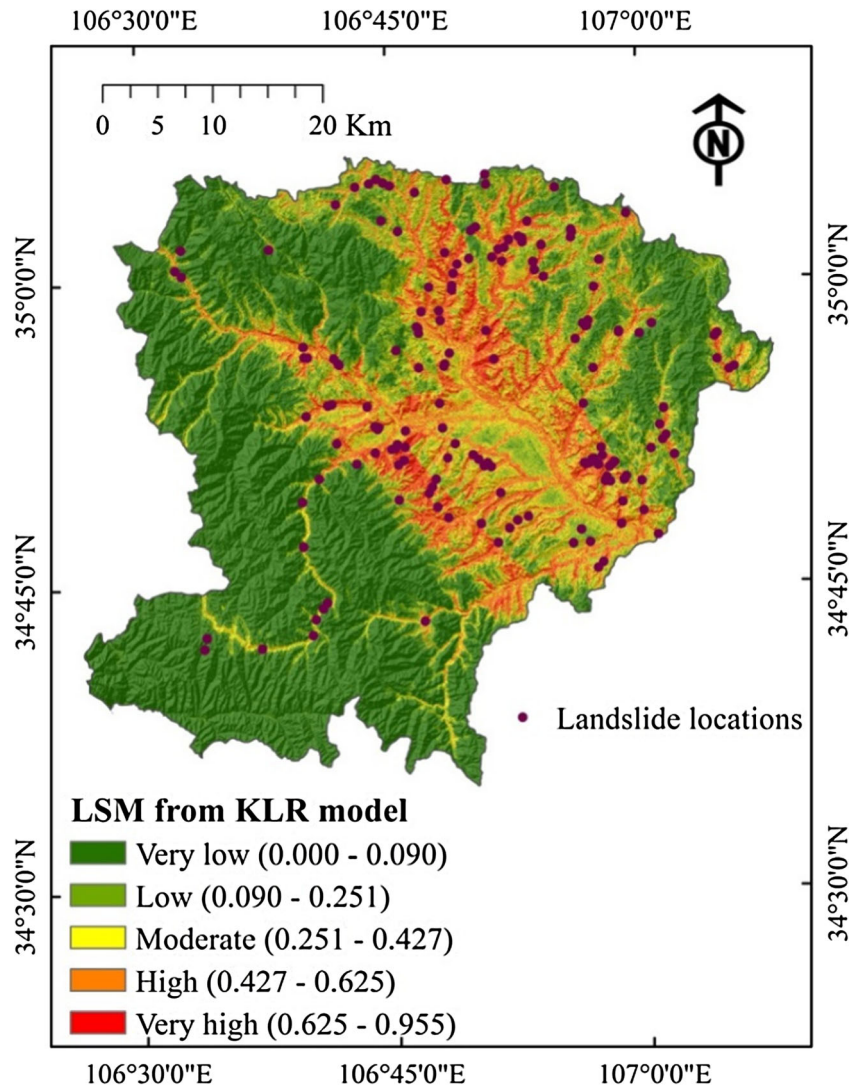 106°30'0"E 106°45'0"E 107°0'0"E
0 5 10 20 Km
N
35°0'0"N
35°0'0"N
34°45'0"N
34°45'0"N
Landslide locations
LSM from KLR model
Very low (0.000 - 0.090)
Low (0.090 - 0.251)
Moderate (0.251 - 0.427)
High (0.427 - 0.625)
Very high (0.625 - 0.955)
34°30'0"N
34°30'0"N
106°30'0"E 106°45'0"E 107°0'0"E